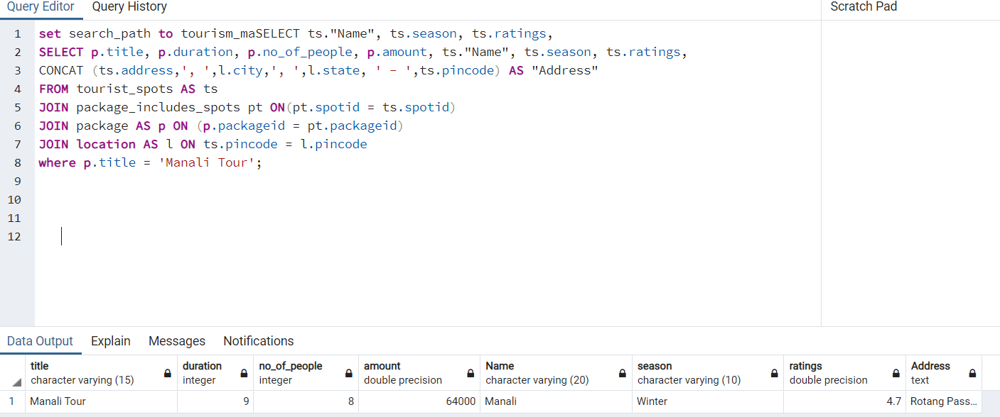 Query Editor Query History Scratch Pad
1 set search_path to tourism_maSELECT ts."Name", ts.season, ts.ratings,
2 SELECT p.title, p.duration, p.no_of_people, p.amount, ts."Name", ts.season, ts.ratings,
3 CONCAT (ts.address,', ',l.city,', ',l.state, ' - ',ts.pincode) AS "Address"
4 FROM tourist_spots AS ts
5 JOIN package_includes_spots pt ON(pt.spotid = ts.spotid)
6 JOIN package AS p ON (p.packageid = pt.packageid)
7 JOIN location AS l ON ts.pincode = l.pincode
8 where p.title = 'Manali Tour';
9
10
11
12
Data Output Explain Messages Notifications
title duration no_of_people amount Name season ratings Address
character varying (15) integer integer double precision character varying (20) character varying (10) double precision text
1 Manali Tour 9 8 64000 Manali Winter 4.7 Rotang Pass...